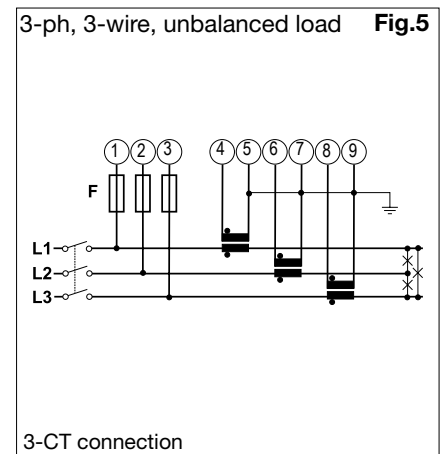 3-ph, 3-wire, unbalanced load Fig.5
1 2 3 4 5 6 7 8 9
F
L1
L2
L3
3-CT connection